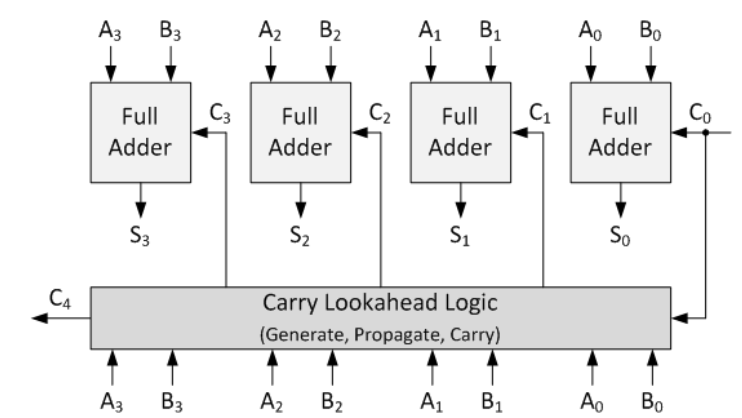 A₃ B₃ A₂ B₂ A₁ B₁ A₀ B₀
Full Adder C₃ Full Adder C₂ Full Adder C₁ Full Adder C₀
S₃ S₂ S₁ S₀
C₄ Carry Lookahead Logic
(Generate, Propagate, Carry)
A₃ B₃ A₂ B₂ A₁ B₁ A₀ B₀